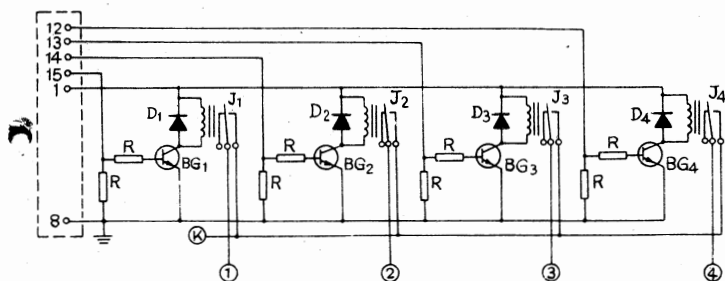 12
13
14
15
1
D₁ J₁ D₂ J₂ D₃ J₃ D₄ J₄
R BG₁ R BG₂ R BG₃ R BG₄
R R R R
8
K
① ② ③ ④